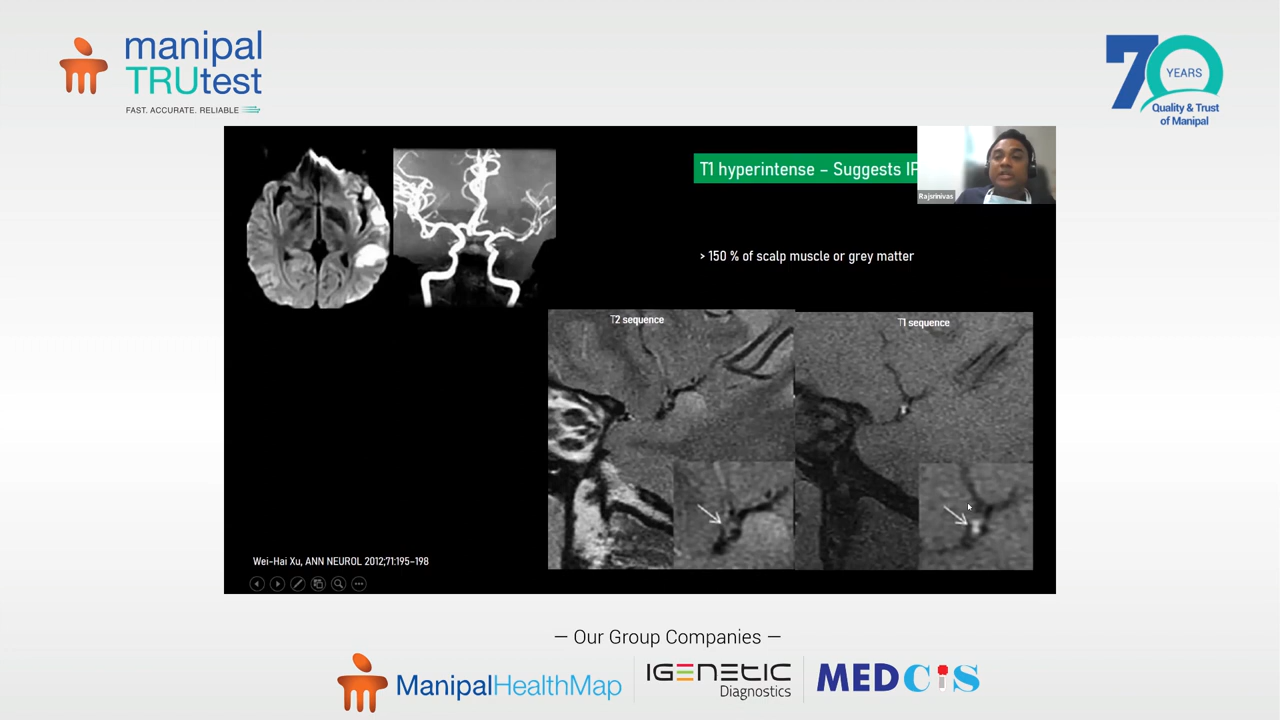 manipal
TRUtest
FAST. ACCURATE. RELIABLE
70
YEARS
Quality & Trust
of Manipal
T1 hyperintense – Suggests
Rajsrinivas
> 150 % of scalp muscle or grey matter
T2 sequence
T1 sequence
Wei-Hai Xu, ANN NEUROL 2012;71:195–198
— Our Group Companies —
ManipalHealthMap
IGENETIC
Diagnostics
MEDCiS